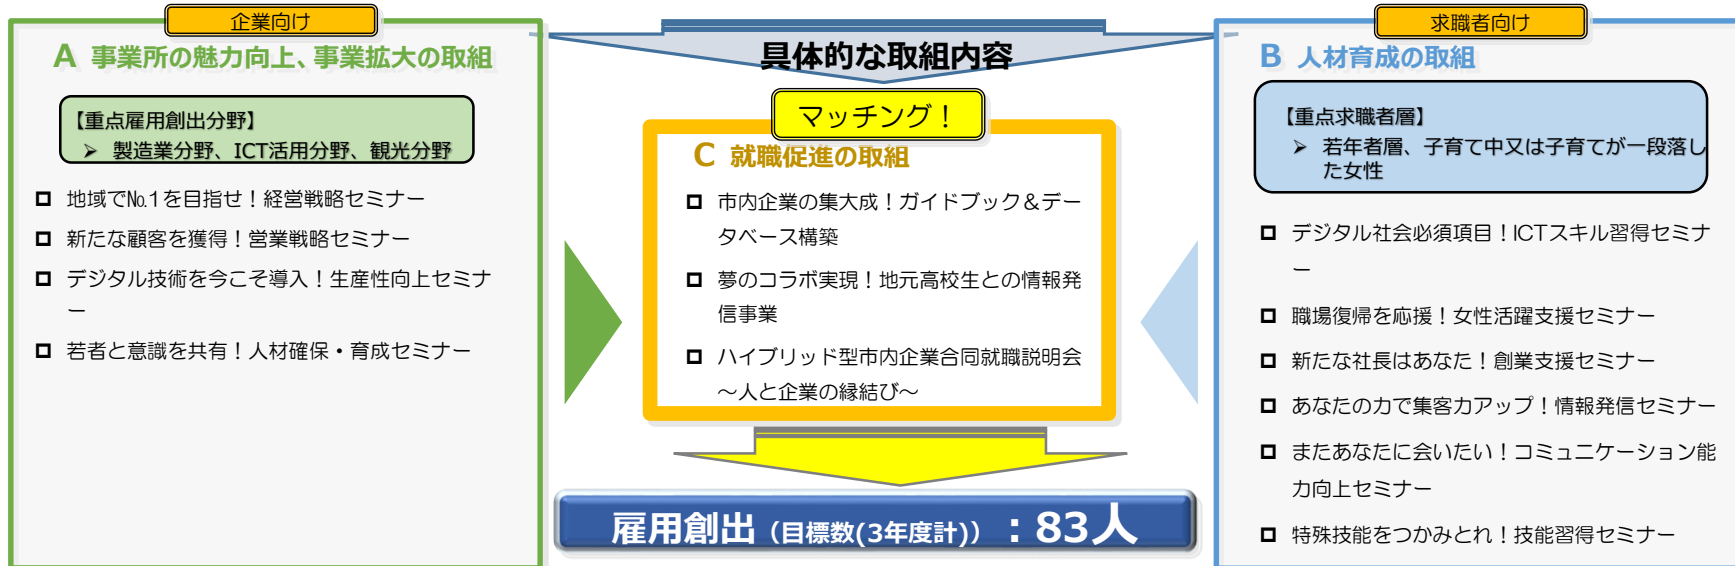 企業向け
A 事業所の魅力向上、事業拡大の取組
【重点雇用創出分野】
➢ 製造業分野、ICT活用分野、観光分野
地域で№1を目指せ！経営戦略セミナー
新たな顧客を獲得！営業戦略セミナー
デジタル技術を今こそ導入！生産性向上セミナ
ー
若者と意識を共有！人材確保・育成セミナー
具体的な取組内容
マッチング！
C 就職促進の取組
市内企業の集大成！ガイドブック＆デー
タベース構築
夢のコラボ実現！地元高校生との情報発
信事業
ハイブリッド型市内企業合同就職説明会
～人と企業の縁結び～
雇用創出（目標数(3年度計)）：83人
求職者向け
B 人材育成の取組
【重点求職者層】
➢ 若年者層、子育て中又は子育てが一段落し
た女性
デジタル社会必須項目！ICTスキル習得セミナ
ー
職場復帰を応援！女性活躍支援セミナー
新たな社長はあなた！創業支援セミナー
あなたの力で集客力アップ！情報発信セミナー
またあなたに会いたい！コミュニケーション能
力向上セミナー
特殊技能をつかみとれ！技能習得セミナー